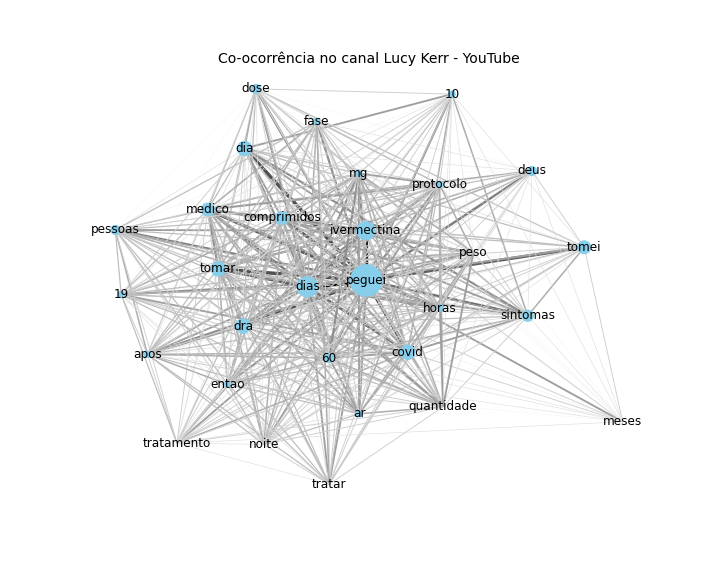 Co-ocorrência no canal Lucy Kerr - YouTube
dose
10
fase
dia
mg
deus
protocolo
medico
comprimidos
pessoas
ivermectina
tomei
peso
tomar
peguei
dias
19
horas
sintomas
dra
covid
apos
60
entao
quantidade
ar
meses
tratamento
noite
tratar